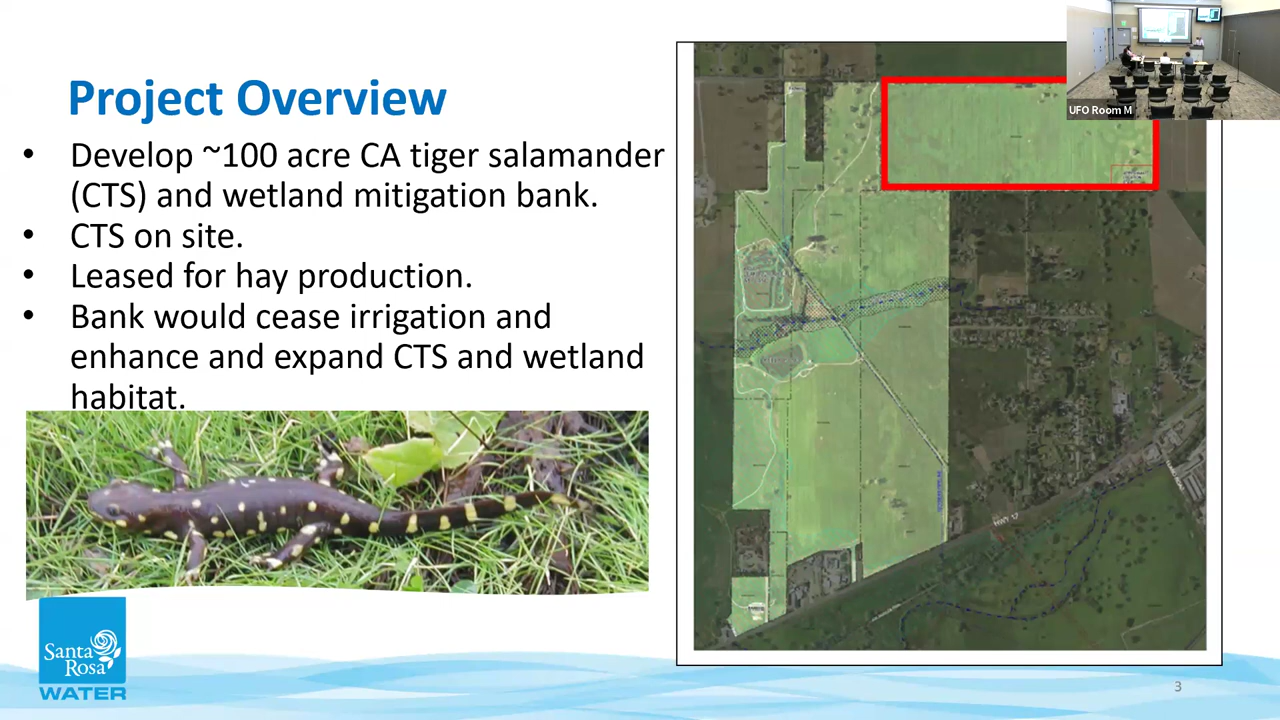 Project Overview
• Develop ~100 acre CA tiger salamander
(CTS) and wetland mitigation bank.
• CTS on site.
• Leased for hay production.
• Bank would cease irrigation and
enhance and expand CTS and wetland
habitat.
UFO Room M
HWY 12
Santa
Rosa
WATER
3